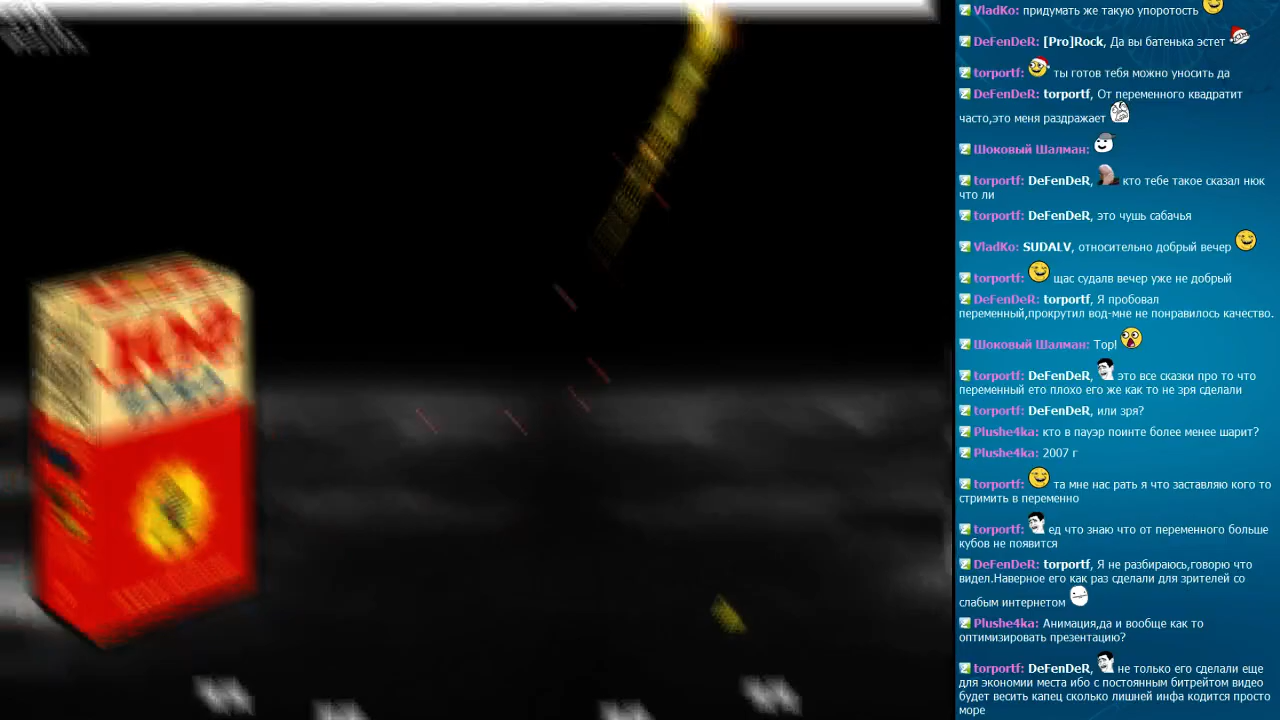 VladKo: придумать же такую упоротость
DeFenDeR: [Pro]Rock, Да вы батенька эстет
torportf: ты готов тебя можно уносить да
DeFenDeR: torportf, От переменного квадратит
часто,это меня раздражает
Шоковый Шалман:
torportf: DeFenDeR, кто тебе такое сказал нюк
что ли
torportf: DeFenDeR, это чушь сабачья
VladKo: SUDALV, относительно добрый вечер
torportf: щас судалв вечер уже не добрый
DeFenDeR: torportf, Я пробовал
переменный,прокрутил вод-мне не понравилось качество.
Шоковый Шалман: Тор!
torportf: DeFenDeR, это все сказки про то что
переменный ето плохо его же как то не зря сделали
torportf: DeFenDeR, или зря?
Plushe4ka: кто в пауэр поинте более менее шарит?
Plushe4ka: 2007 г
torportf: та мне нас рать я что заставляю кого то
стримить в переменно
torportf: ед что знаю что от переменного больше
кубов не появится
DeFenDeR: torportf, Я не разбираюсь,говорю что
видел.Наверное его как раз сделали для зрителей со
слабым интернетом
Plushe4ka: Анимация,да и вообще как то
оптимизировать презентацию?
torportf: DeFenDeR, не только его сделали еще
для экономии места ибо с постоянным битрейтом видео
будет весить капец сколько лишней инфа кодится просто
море